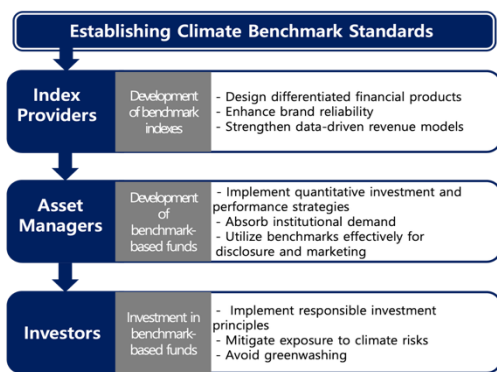 Establishing Climate Benchmark Standards
Index
Providers
Development
of benchmark
indexes
- Design differentiated financial products
- Enhance brand reliability
- Strengthen data-driven revenue models
Asset
Managers
Development
of
benchmark-
based funds
- Implement quantitative investment and
performance strategies
- Absorb institutional demand
- Utilize benchmarks effectively for
disclosure and marketing
Investors
Investment in
benchmark-
based funds
- Implement responsible investment
principles
- Mitigate exposure to climate risks
- Avoid greenwashing